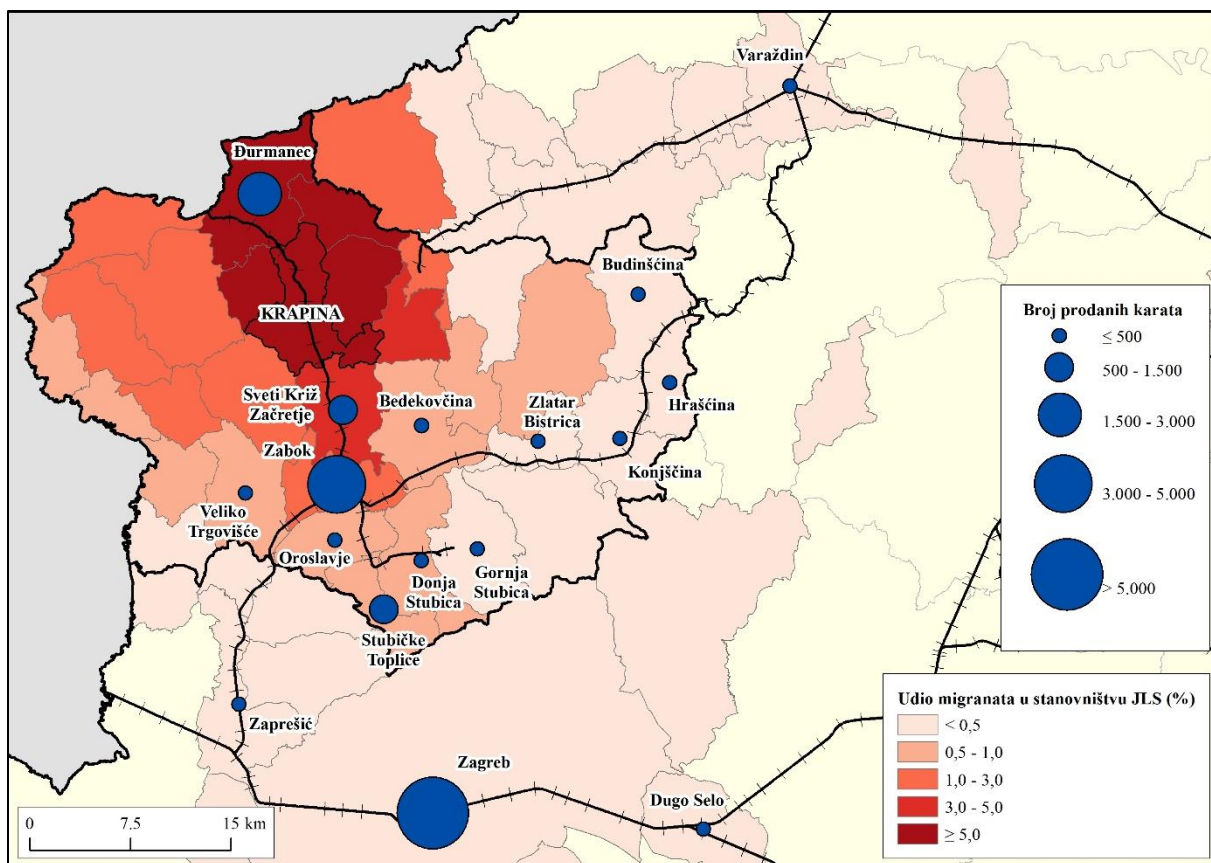 Varaždin
Đurmanec
Budinšćina
KRAPINA
Hrašćina
Sveti Križ
Začretje
Bedekovčina
Zlatar
Bistrica
Zabok
Konjščina
Veliko
Trgovišće
Oroslavje
Donja
Stubica
Gornja
Stubica
Stubičke
Toplice
Zaprešić
Zagreb
Dugo Selo
Broj prodanih karata
≤ 500
500 - 1.500
1.500 - 3.000
3.000 - 5.000
> 5.000
Udio migranata u stanovništvu JLS (%)
< 0,5
0,5 - 1,0
1,0 - 3,0
3,0 - 5,0
≥ 5,0
0 7,5 15 km